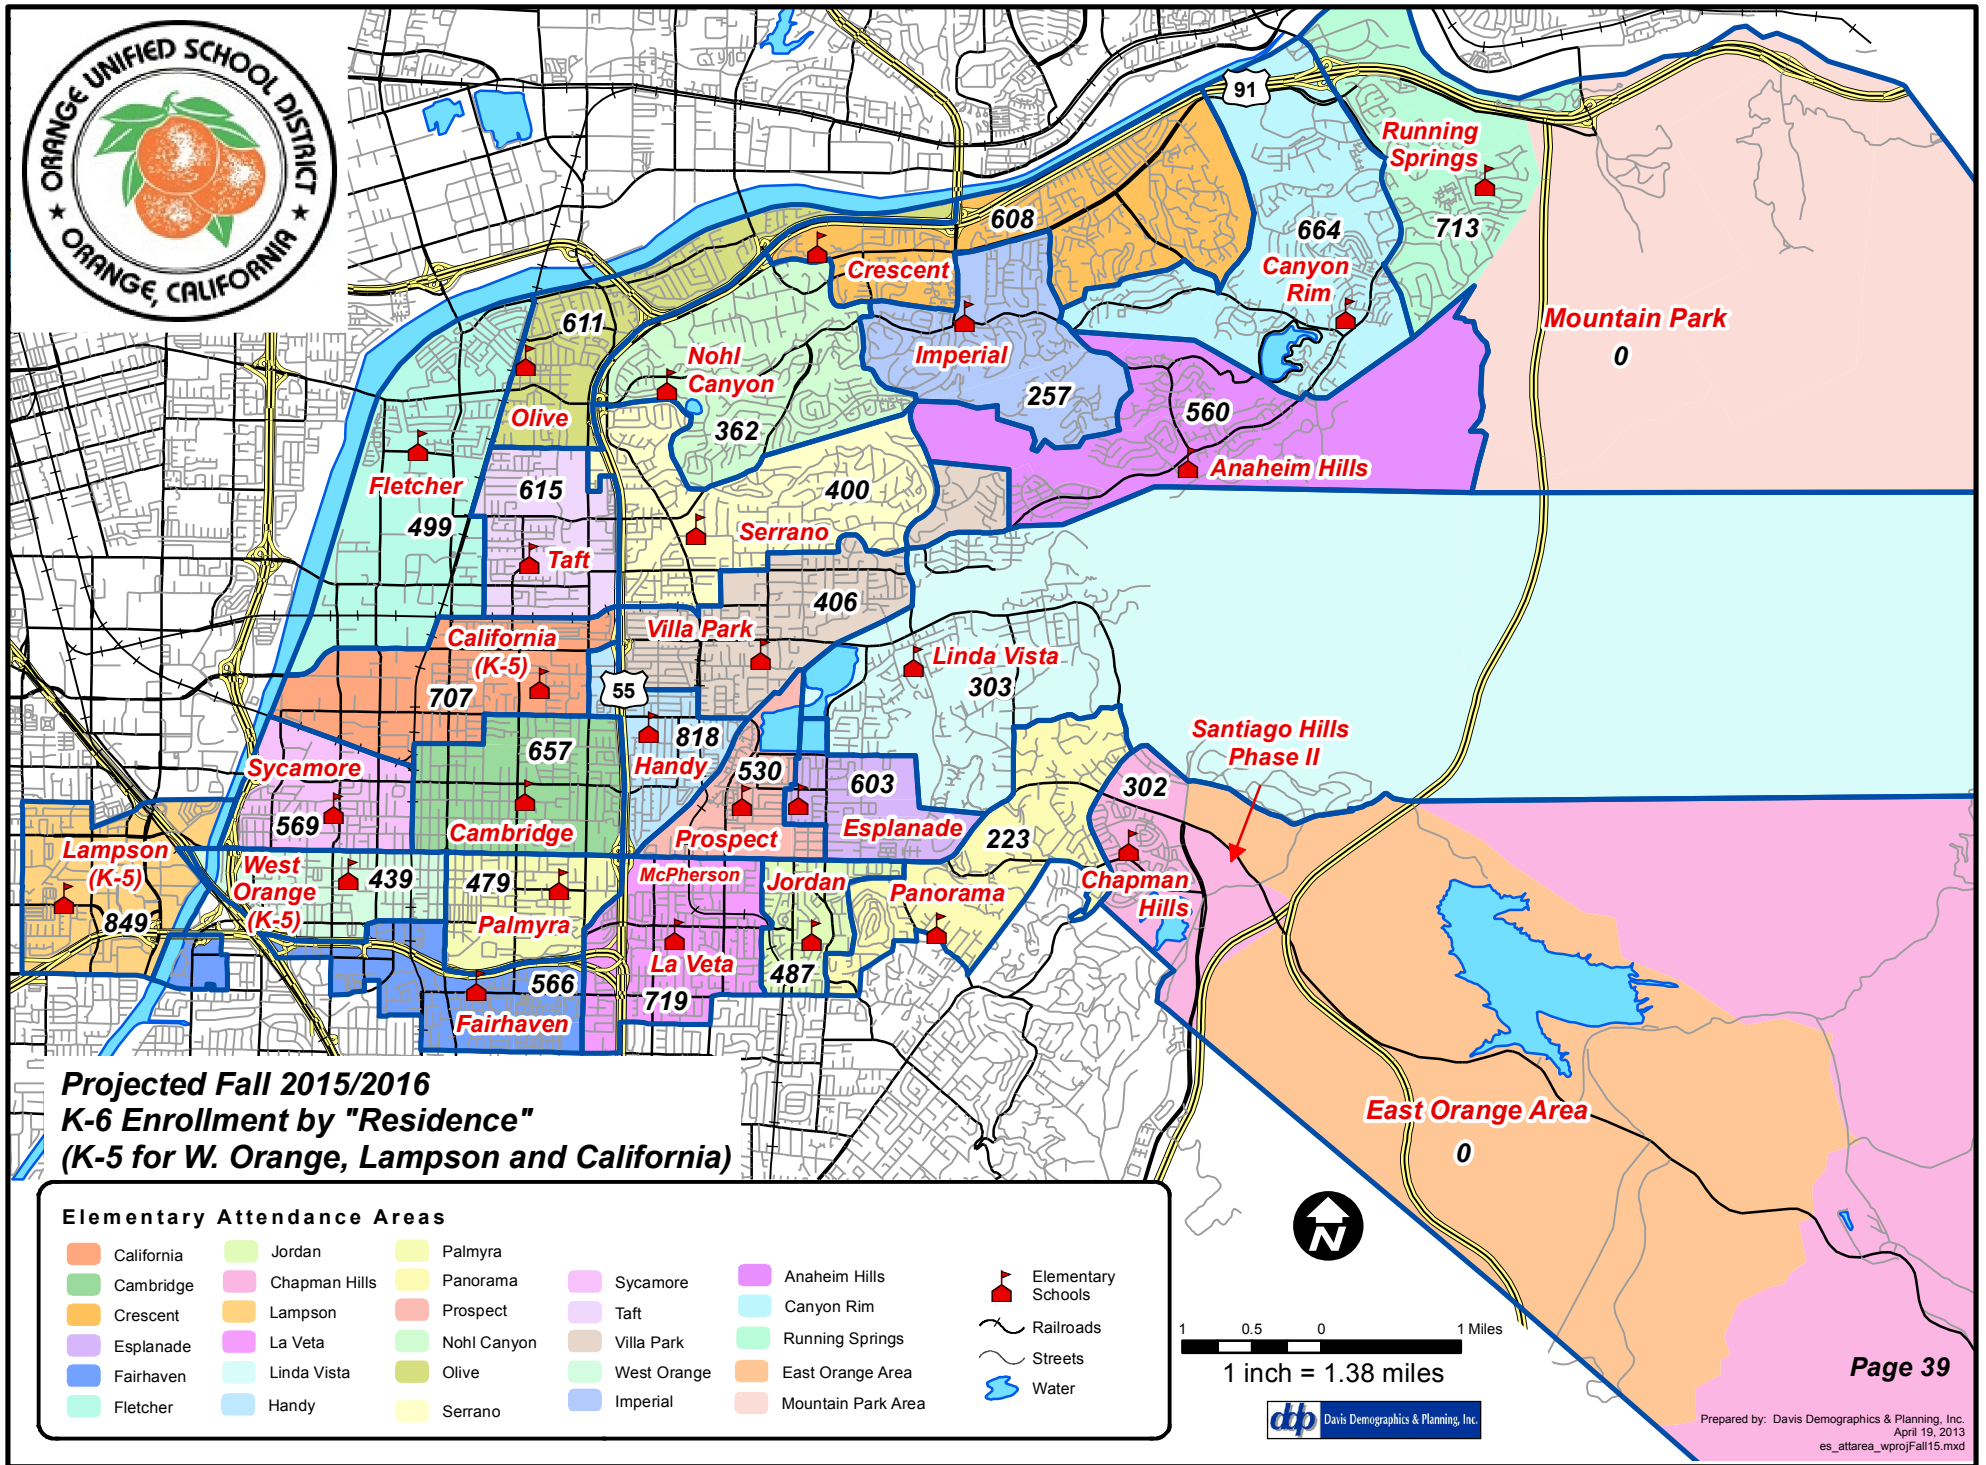 ORANGE UNIFIED SCHOOL DISTRICT
ORANGE, CALIFORNIA
91
Running
Springs
713
608
664
Canyon
Rim
Crescent
Mountain Park
0
611
Nohl
Canyon
Imperial
257
362
560
Olive
Anaheim Hills
Fletcher
499
615
Taft
400
Serrano
406
California
(K-5)
707
Villa Park
55
Linda Vista
303
Santiago Hills
Phase II
657
818
Handy
530
603
302
Sycamore
569
Cambridge
Prospect
Esplanade
223
Lampson
(K-5)
849
West
Orange
(K-5)
439
479
Palmyra
McPherson
Jordan
Panorama
Chapman
Hills
La Veta
487
566
719
Fairhaven
East Orange Area
0
Projected Fall 2015/2016
K-6 Enrollment by "Residence"
(K-5 for W. Orange, Lampson and California)
Elementary Attendance Areas
California
Cambridge
Crescent
Esplanade
Fairhaven
Fletcher
Jordan
Chapman Hills
Lampson
La Veta
Linda Vista
Handy
Palmyra
Panorama
Prospect
Nohl Canyon
Olive
Serrano
Sycamore
Taft
Villa Park
West Orange
Imperial
Anaheim Hills
Canyon Rim
Running Springs
East Orange Area
Mountain Park Area
Elementary
Schools
Railroads
Streets
Water
N
1 0.5 0 1 Miles
1 inch = 1.38 miles
ddp Davis Demographics & Planning, Inc.
Page 39
Prepared by: Davis Demographics & Planning, Inc.
April 19, 2013
es_attarea_wprojFall15.mxd